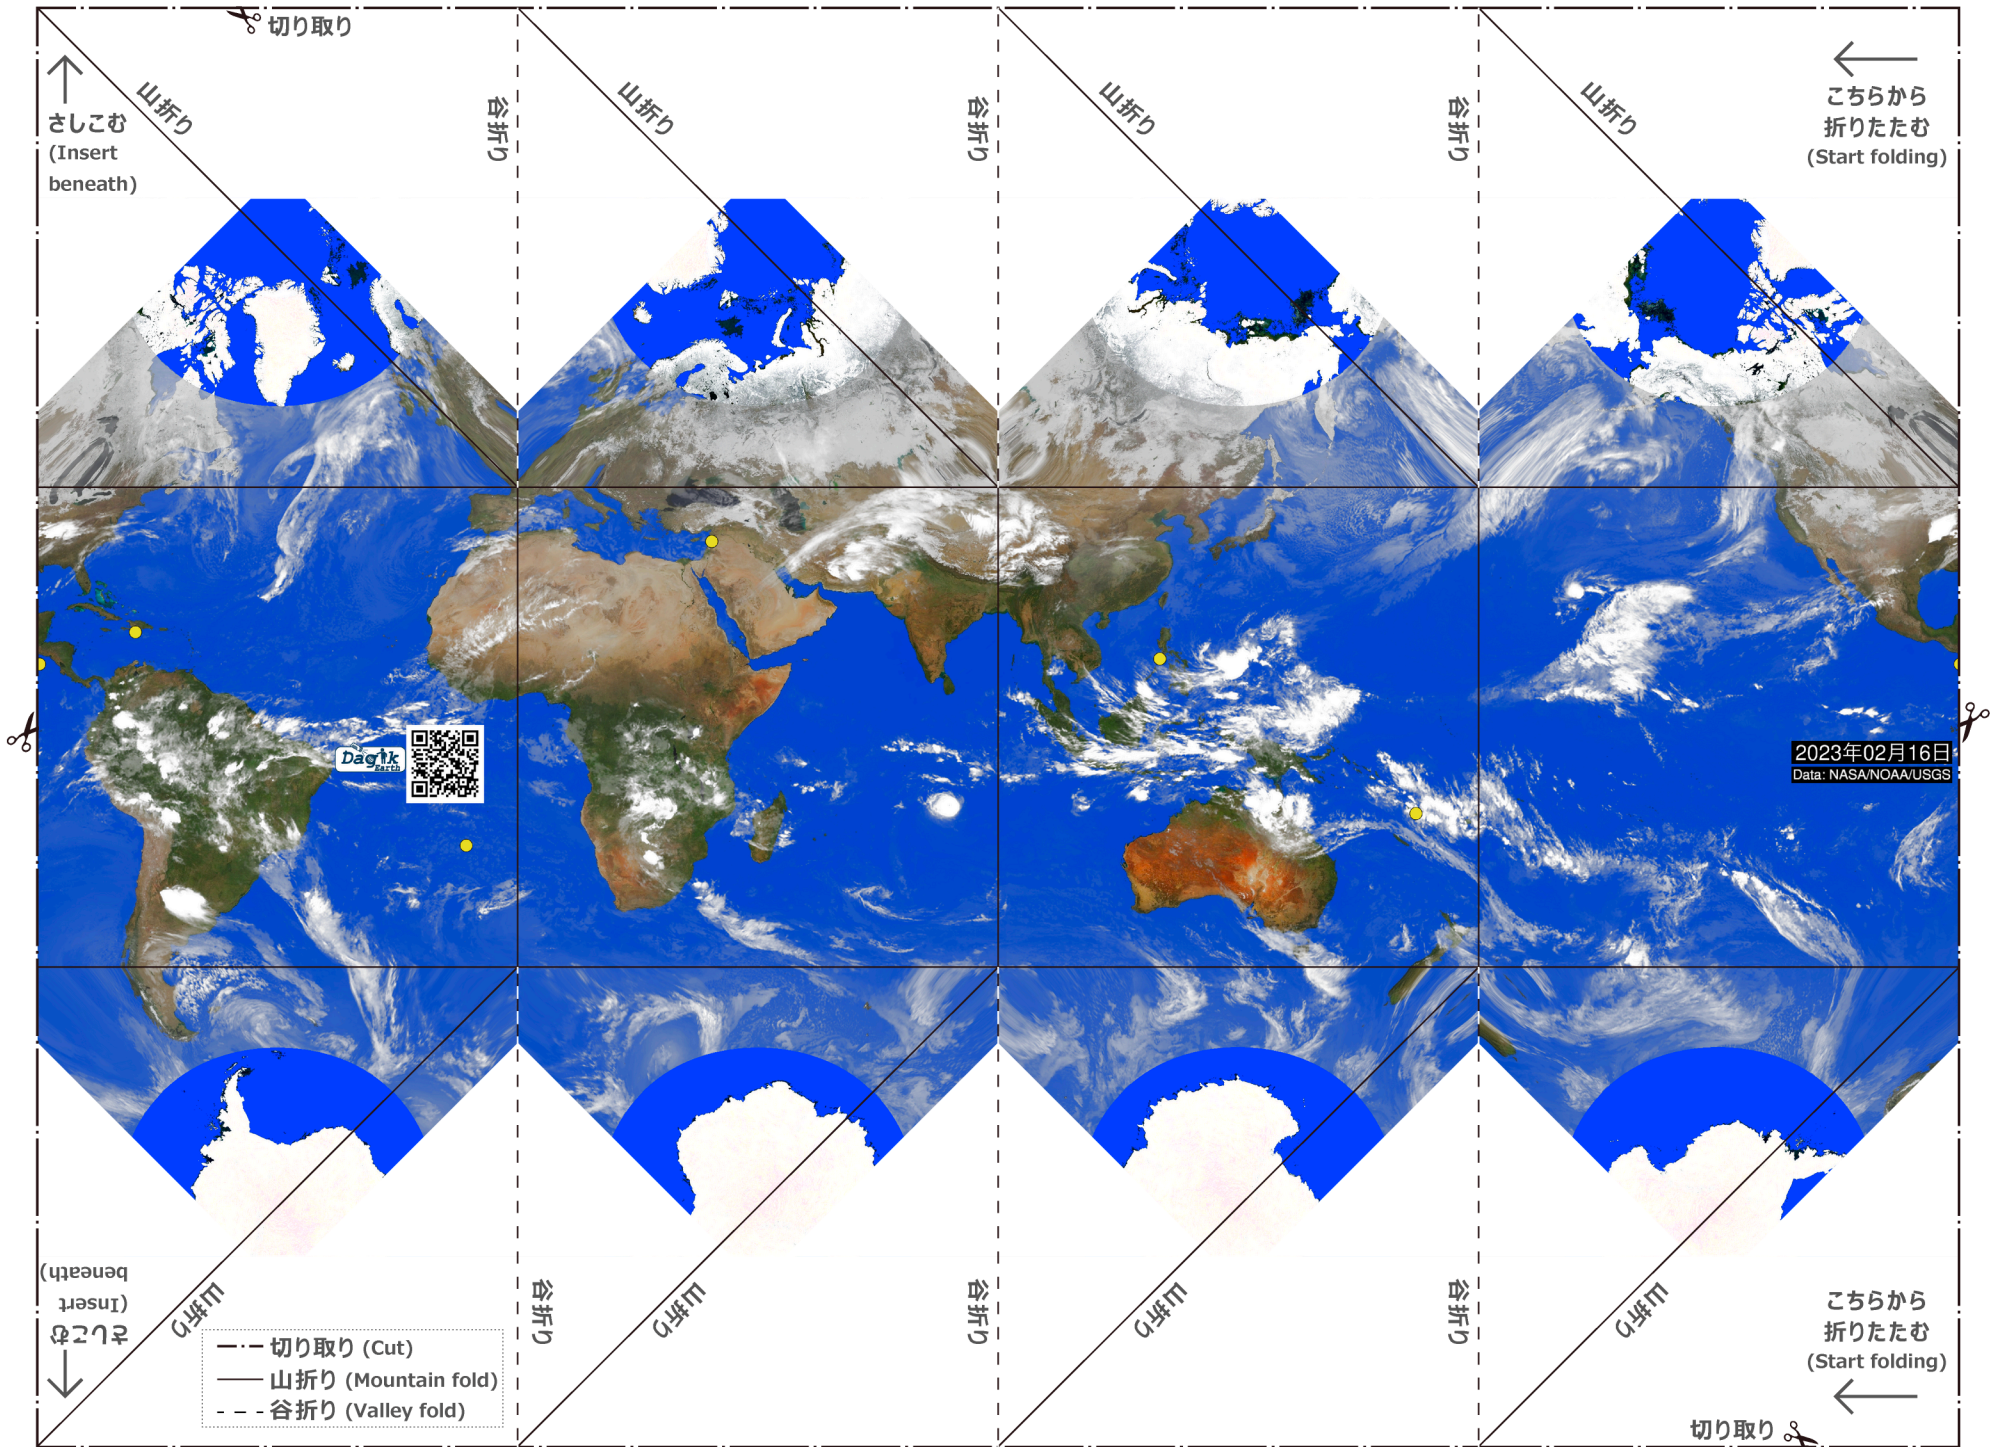 切り取り
さしこむ
(Insert
beneath)
山折り
谷折り
山折り
谷折り
山折り
谷折り
山折り
こちらから
折りたたむ
(Start folding)
Dagik
Earth
2023年02月16日
Data: NASA/NOAA/USGS
さしこむ
(Insert
beneath)
山折り
谷折り
山折り
谷折り
山折り
谷折り
山折り
こちらから
折りたたむ
(Start folding)
切り取り (Cut)
山折り (Mountain fold)
谷折り (Valley fold)
切り取り